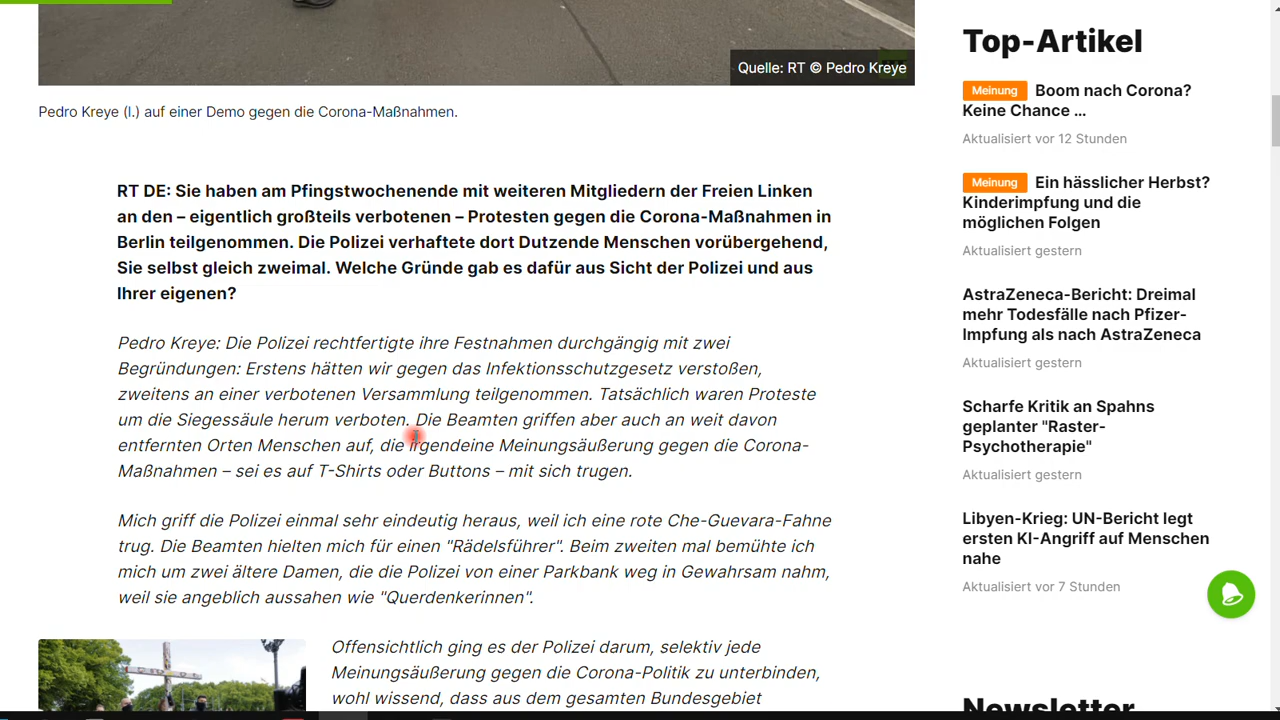 Quelle: RT © Pedro Kreye
Pedro Kreye (l.) auf einer Demo gegen die Corona-Maßnahmen.
RT DE: Sie haben am Pfingstwochenende mit weiteren Mitgliedern der Freien Linken
an den – eigentlich großteils verbotenen – Protesten gegen die Corona-Maßnahmen in
Berlin teilgenommen. Die Polizei verhaftete dort Dutzende Menschen vorübergehend,
Sie selbst gleich zweimal. Welche Gründe gab es dafür aus Sicht der Polizei und aus
Ihrer eigenen?
Pedro Kreye: Die Polizei rechtfertigte ihre Festnahmen durchgängig mit zwei
Begründungen: Erstens hätten wir gegen das Infektionsschutzgesetz verstoßen,
zweitens an einer verbotenen Versammlung teilgenommen. Tatsächlich waren Proteste
um die Siegessäule herum verboten. Die Beamten griffen aber auch an weit davon
entfernten Orten Menschen auf, die irgendeine Meinungsäußerung gegen die Corona-
Maßnahmen – sei es auf T-Shirts oder Buttons – mit sich trugen.
Mich griff die Polizei einmal sehr eindeutig heraus, weil ich eine rote Che-Guevara-Fahne
trug. Die Beamten hielten mich für einen "Rädelsführer". Beim zweiten mal bemühte ich
mich um zwei ältere Damen, die die Polizei von einer Parkbank weg in Gewahrsam nahm,
weil sie angeblich aussahen wie "Querdenkerinnen".
Offensichtlich ging es der Polizei darum, selektiv jede
Meinungsäußerung gegen die Corona-Politik zu unterbinden,
wohl wissend, dass aus dem gesamten Bundesgebiet
Top-Artikel
Meinung Boom nach Corona?
Keine Chance ...
Aktualisiert vor 12 Stunden
Meinung Ein hässlicher Herbst?
Kinderimpfung und die
möglichen Folgen
Aktualisiert gestern
AstraZeneca-Bericht: Dreimal
mehr Todesfälle nach Pfizer-
Impfung als nach AstraZeneca
Aktualisiert gestern
Scharfe Kritik an Spahns
geplanter "Raster-
Psychotherapie"
Aktualisiert gestern
Libyen-Krieg: UN-Bericht legt
ersten KI-Angriff auf Menschen
nahe
Aktualisiert vor 7 Stunden
Newsletter